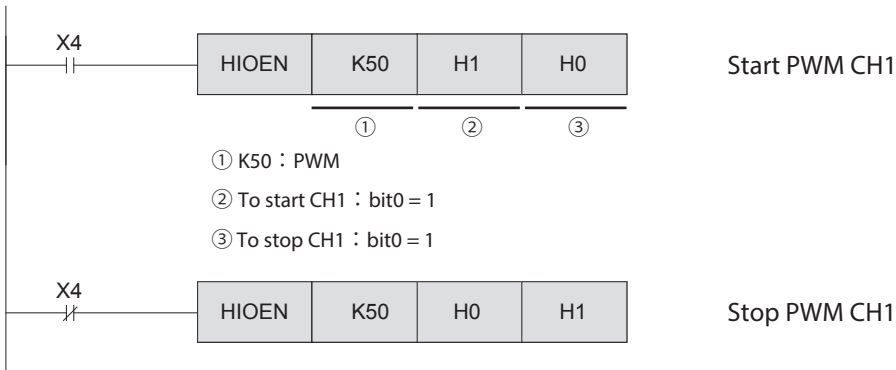 X4
HIOEN K50 H1 H0 Start PWM CH1
① ② ③
① K50：PWM
② To start CH1：bit0 = 1
③ To stop CH1：bit0 = 1
X4
HIOEN K50 H0 H1 Stop PWM CH1